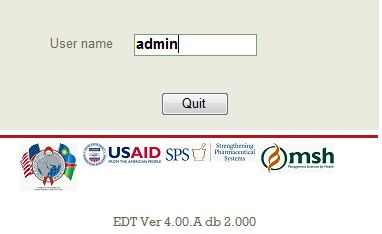 User name admin
Quit
USAID
FROM THE AMERICAN PEOPLE
SPS
Strengthening
Pharmaceutical
Systems
msh
Management Sciences for Health
EDT Ver 4.00.A db 2.000